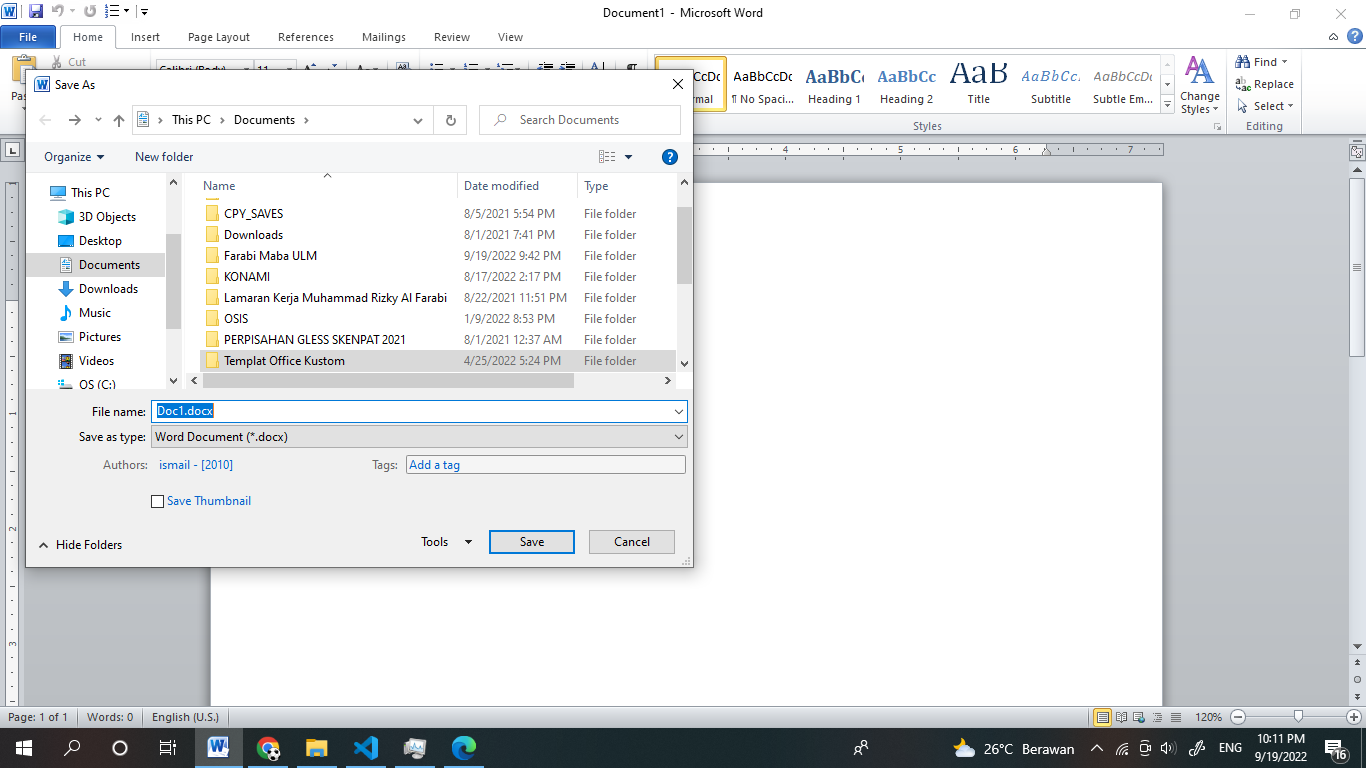 Document1 - Microsoft Word
File Home Insert Page Layout References Mailings Review View
Cut
Calibri (Body) 11
Find
AaBbCcDc AaBbCc AaBbCc AaB AaBbCc. AaBbCcDc
Replace
¶ No Spaci... Heading 1 Heading 2 Title Subtitle Subtle Em...
Change Styles
Select
Styles
Editing
Save As
This PC Documents
Search Documents
Organize New folder
This PC
3D Objects
Desktop
Documents
Downloads
Music
Pictures
Videos
OS (C:)
Name Date modified Type
CPY_SAVES 8/5/2021 5:54 PM File folder
Downloads 8/1/2021 7:41 PM File folder
Farabi Maba ULM 9/19/2022 9:42 PM File folder
KONAMI 8/17/2022 2:17 PM File folder
Lamaran Kerja Muhammad Rizky Al Farabi 8/22/2021 11:51 PM File folder
OSIS 1/9/2022 8:53 PM File folder
PERPISAHAN GLESS SKENPAT 2021 8/1/2021 12:37 AM File folder
Templat Office Kustom 4/25/2022 5:24 PM File folder
File name: Doc1.docx
Save as type: Word Document (*.docx)
Authors: ismail - [2010] Tags: Add a tag
Save Thumbnail
Hide Folders Tools Save Cancel
4 5 6 7
1
2
3
Page: 1 of 1 Words: 0 English (U.S.) 120%
26°C Berawan ENG 10:11 PM
9/19/2022 16